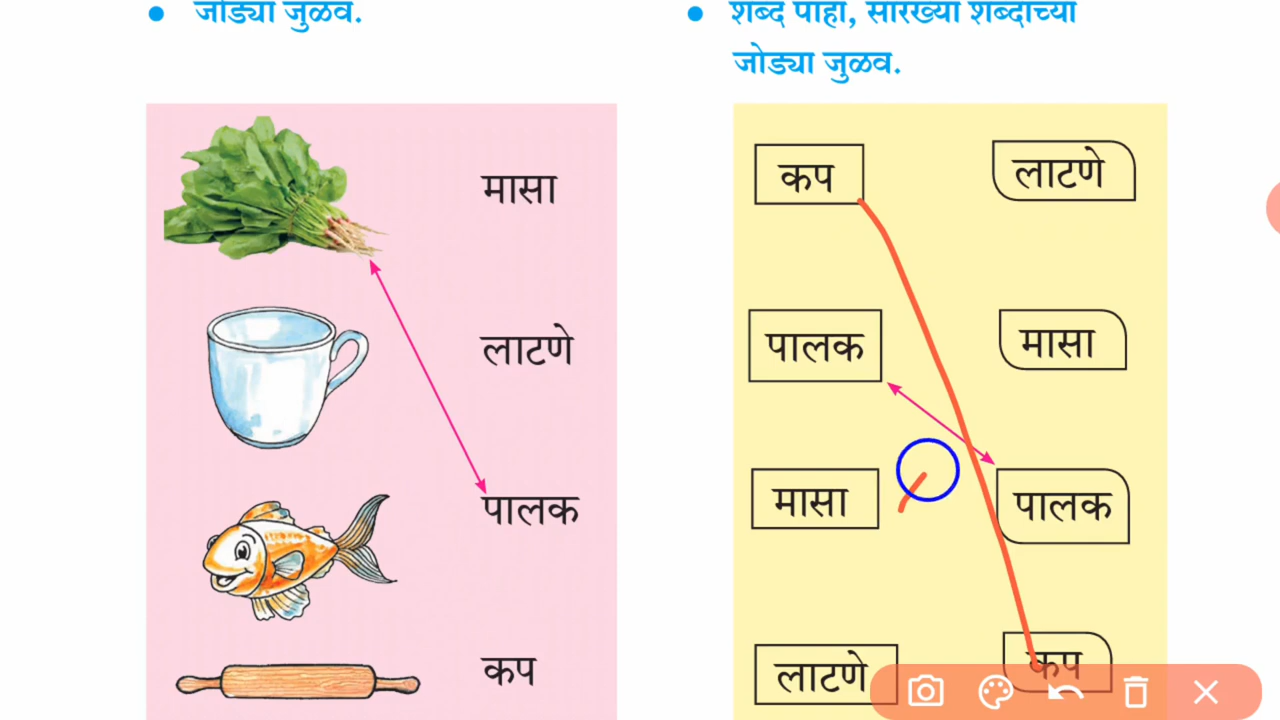 • जोड्या जुळव.
• शब्द पाहा, सारख्या शब्दांच्या
जोड्या जुळव.
मासा
लाटणे
पालक
कप
कप लाटणे
पालक मासा
मासा पालक
लाटणे कप